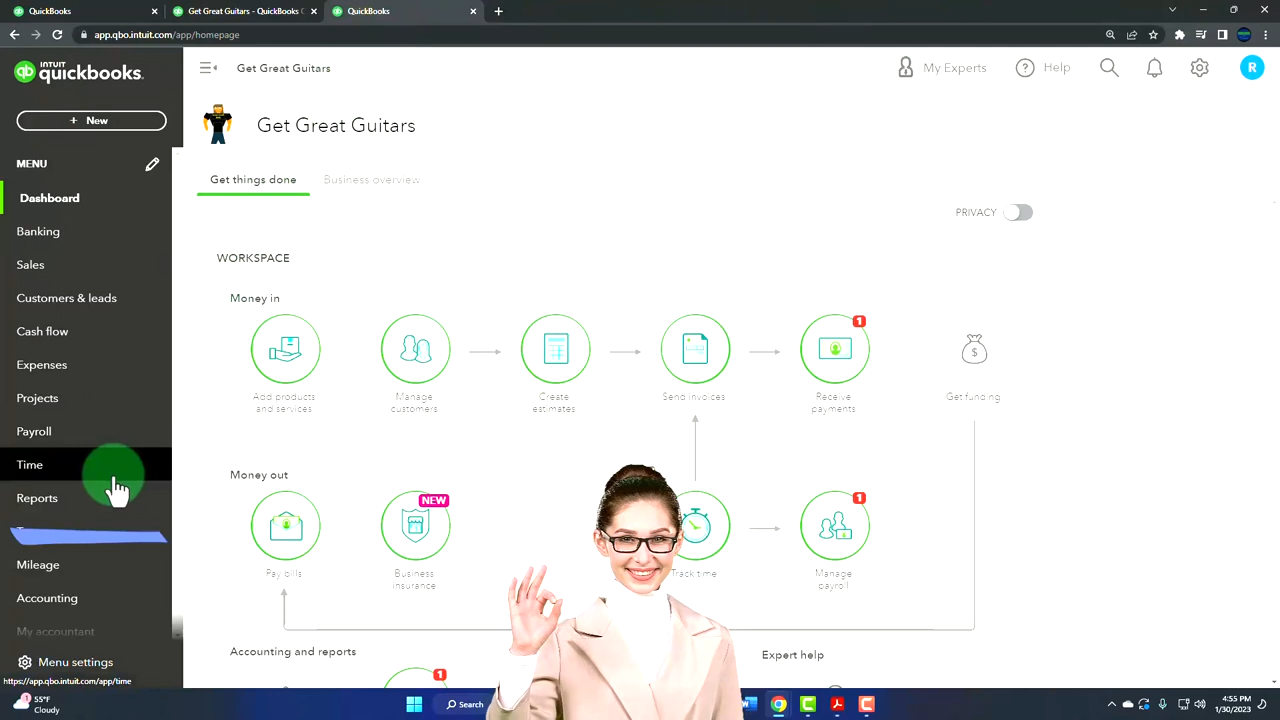 QuickBooks
Get Great Guitars - QuickBooks O
QuickBooks
app.qbo.intuit.com/app/homepage
INTUIT
quickbooks.
Get Great Guitars
My Experts
Help
R
+ New
Get Great Guitars
MENU
Get things done
Business overview
Dashboard
PRIVACY
Banking
Sales
WORKSPACE
Customers & leads
Money in
Cash flow
Expenses
Projects
Payroll
Time
Reports
Mileage
Accounting
My accountant
Menu settings
1
$
Add products
and services
Manage
customers
Create
estimates
Send invoices
Receive
payments
Get funding
Money out
NEW
1
Pay bills
Business
insurance
Track time
Manage
payroll
Accounting and reports
Expert help
1
https://app.qbo.intuit.com/app/time
55°F
Cloudy
Search
4:55 PM
1/30/2023